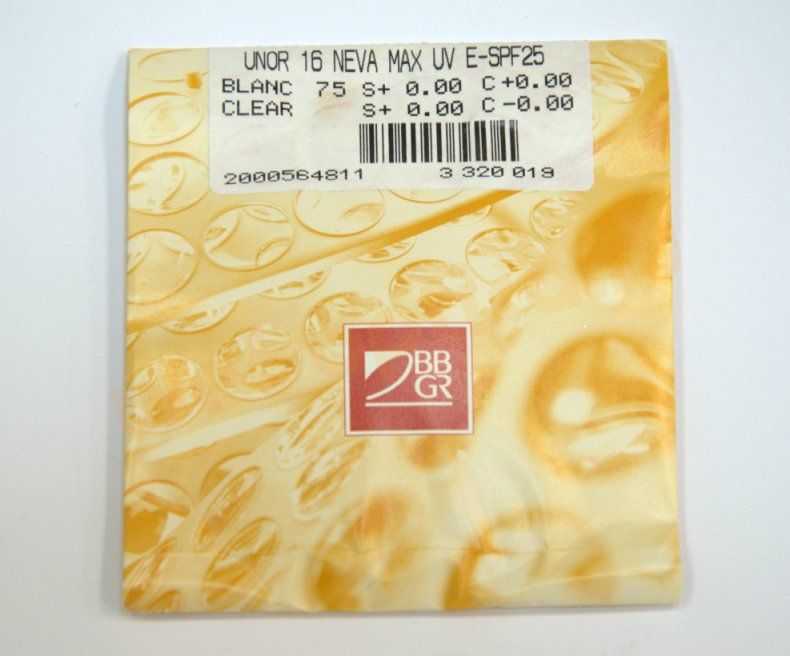 UNOR 16 NEVA MAX UV E-SPF25
BLANC 75 S+ 0.00 C+0.00
CLEAR S+ 0.00 C-0.00
2000564811 3 320 019
BB
GR